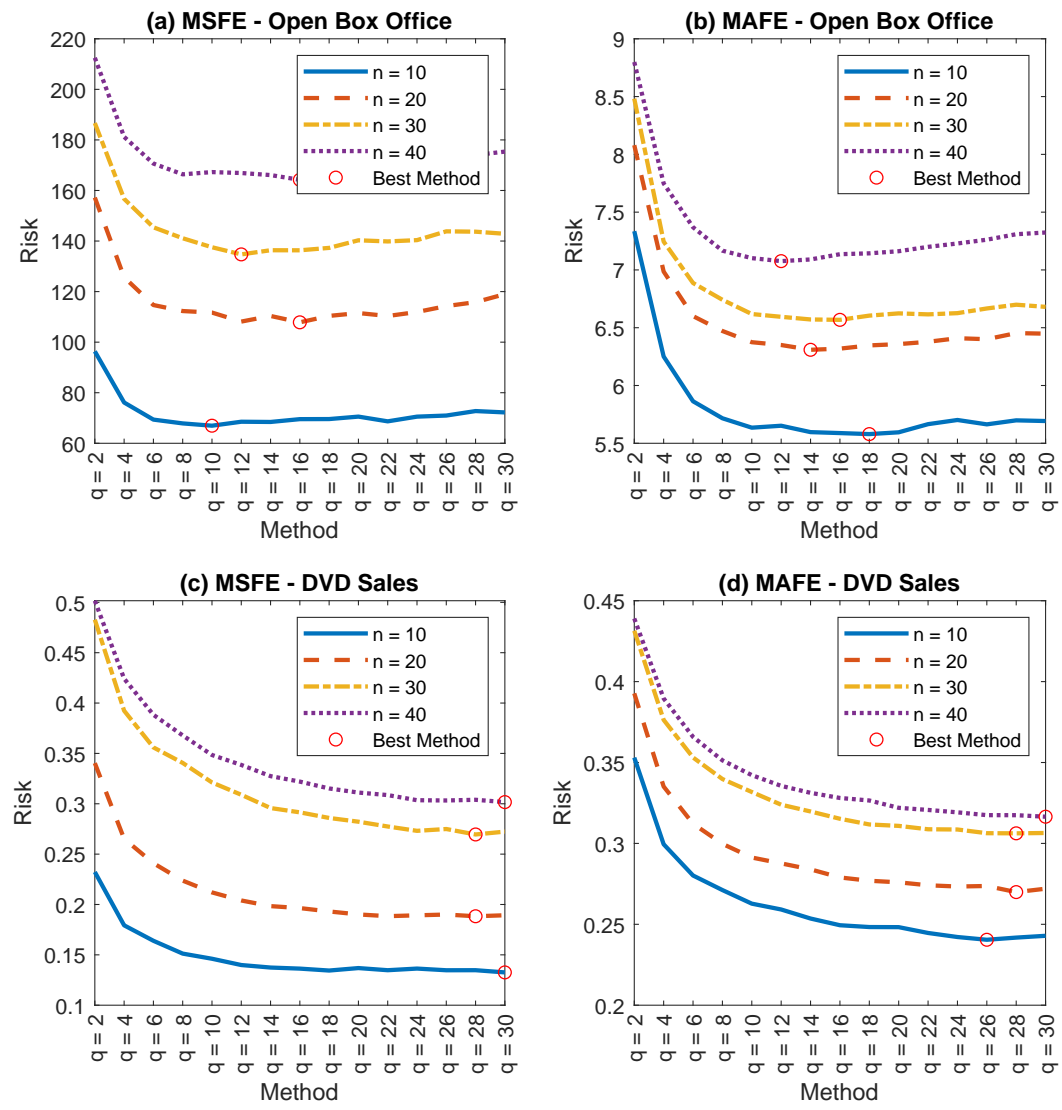 (a) MSFE - Open Box Office
220
200
180
160
140
120
100
80
60
Risk
n = 10
n = 20
n = 30
n = 40
Best Method
q = 2
q = 4
q = 6
q = 8
q = 10
q = 12
q = 14
q = 16
q = 18
q = 20
q = 22
q = 24
q = 26
q = 28
q = 30
Method
(b) MAFE - Open Box Office
9
8.5
8
7.5
7
6.5
6
5.5
Risk
n = 10
n = 20
n = 30
n = 40
Best Method
q = 2
q = 4
q = 6
q = 8
q = 10
q = 12
q = 14
q = 16
q = 18
q = 20
q = 22
q = 24
q = 26
q = 28
q = 30
Method
(c) MSFE - DVD Sales
0.5
0.45
0.4
0.35
0.3
0.25
0.2
0.15
0.1
Risk
n = 10
n = 20
n = 30
n = 40
Best Method
q = 2
q = 4
q = 6
q = 8
q = 10
q = 12
q = 14
q = 16
q = 18
q = 20
q = 22
q = 24
q = 26
q = 28
q = 30
Method
(d) MAFE - DVD Sales
0.45
0.4
0.35
0.3
0.25
0.2
Risk
n = 10
n = 20
n = 30
n = 40
Best Method
q = 2
q = 4
q = 6
q = 8
q = 10
q = 12
q = 14
q = 16
q = 18
q = 20
q = 22
q = 24
q = 26
q = 28
q = 30
Method